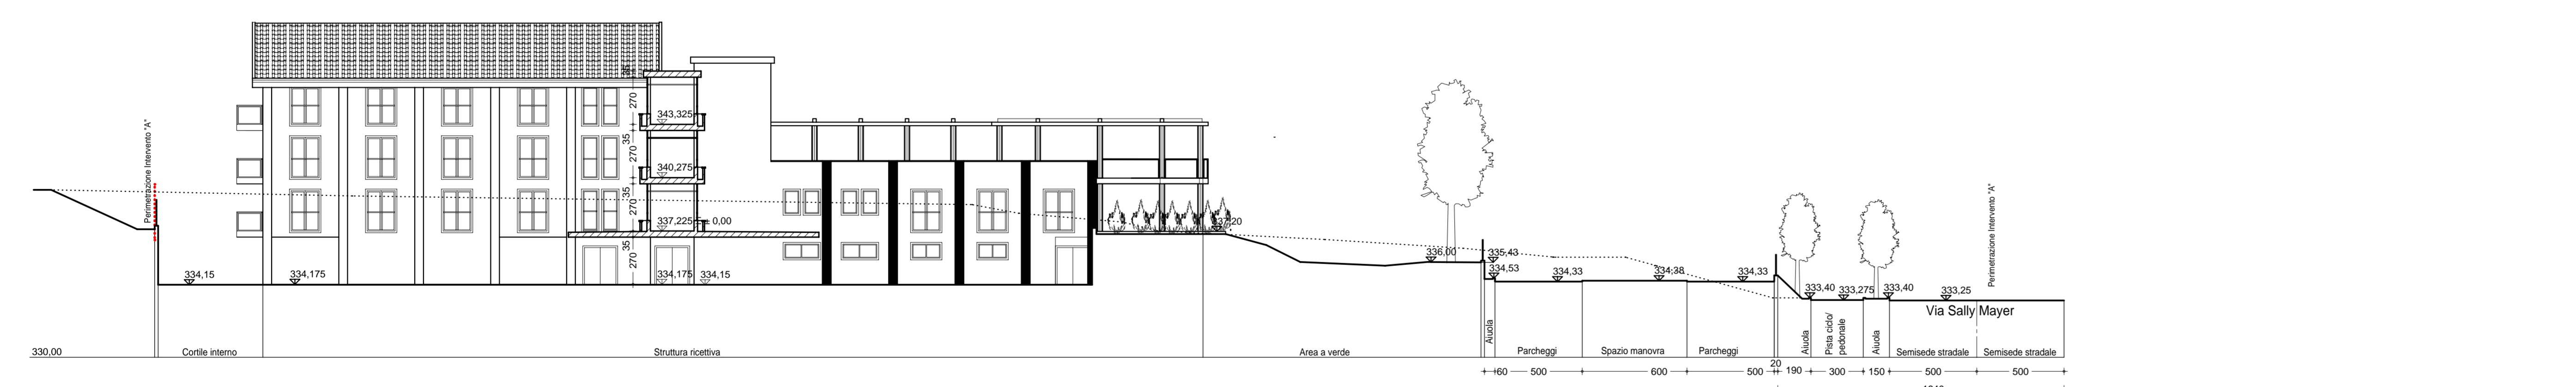 Perimetrazione Intervento "A"
35
270
343,325
35
270
340,275
35
270
337,225 ± 0,00
35
270
334,15
334,175
334,175
334,15
337,20
336,00
335,43
334,53
334,33
334,38
334,33
333,40
333,275
333,40
333,25
Perimetrazione Intervento "A"
Via Sally Mayer
330,00
Cortile interno
Struttura ricettiva
Area a verde
Aiuola
Parcheggi
Spazio manovra
Parcheggi
Aiuola
Pista ciclo/
pedonale
Aiuola
Semisede stradale
Semisede stradale
60
500
600
500
20
190
300
150
500
500